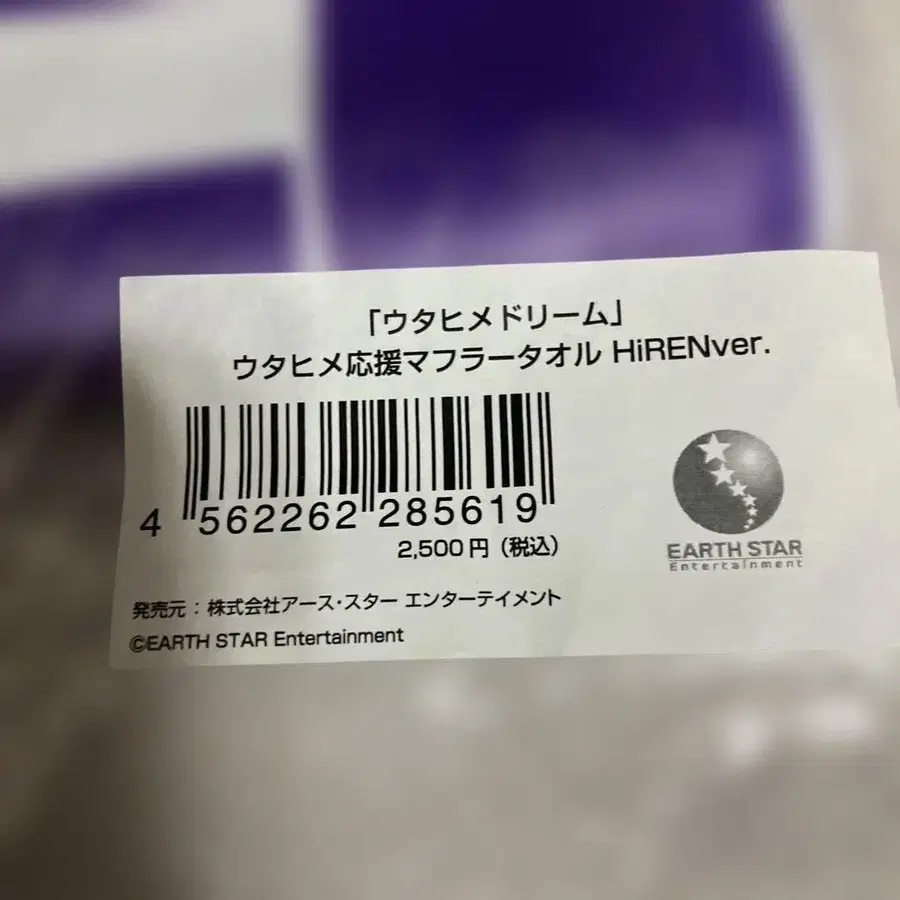 「ウタヒメドリーム」
ウタヒメ応援マフラータオル HiRENver.
4 562262 285619
2,500円（税込）
EARTH STAR
Entertainment
発売元：株式会社アース・スター エンターテイメント
©EARTH STAR Entertainment